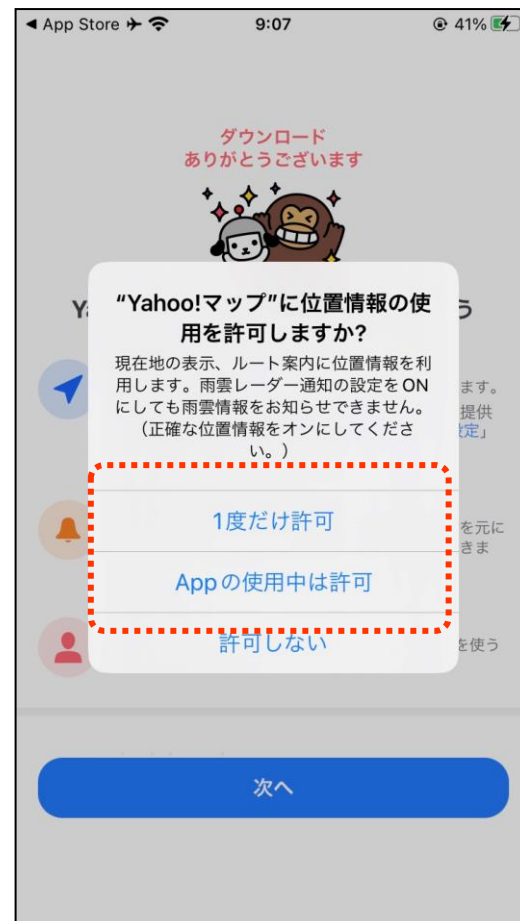 ◀ App Store 9:07 41%
ダウンロード
ありがとうございます
Y う
“Yahoo!マップ”に位置情報の使
用を許可しますか?
現在地の表示、ルート案内に位置情報を利
用します。雨雲レーダー通知の設定をON
にしても雨雲情報をお知らせできません。
（正確な位置情報をオンにしてくださ
い。）
ます。
提供
定」
1度だけ許可
を元に
きま
Appの使用中は許可
許可しない
を使う
次へ